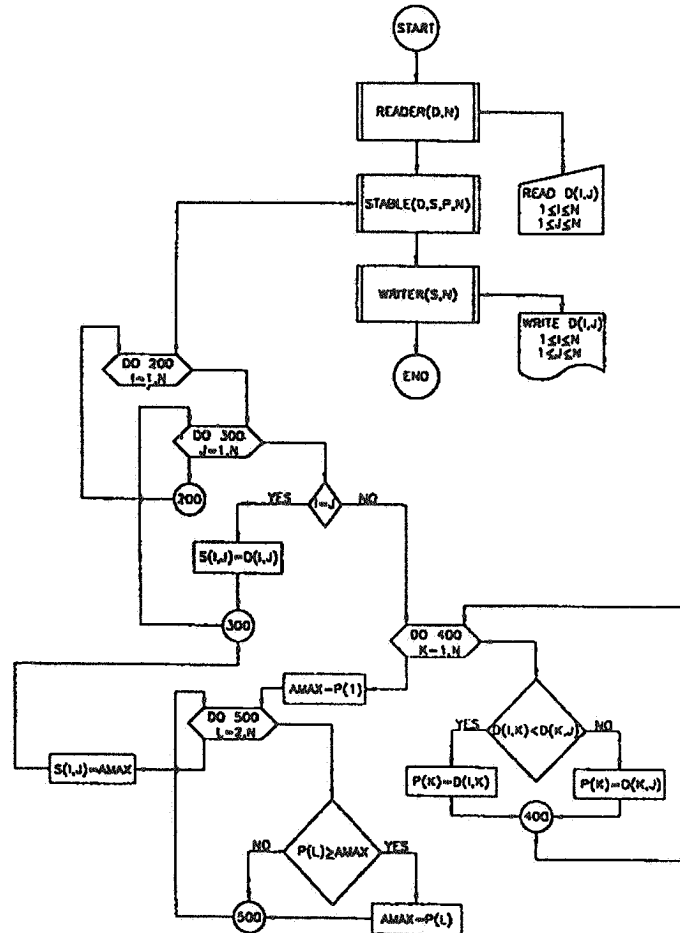 START
READER(D,N)
READ D(I,J)
1≤I≤N
1≤J≤N
STABLE(D,S,P,N)
WRITER(S,N)
WRITE D(I,J)
1≤I≤N
1≤J≤N
END
DO 200
I=1,N
DO 300
J=1,N
200
YES
I=J
NO
S(I,J)=D(I,J)
300
DO 400
K=1,N
AMAX=P(1)
DO 500
L=2,N
S(I,J)=AMAX
YES
D(I,K)<D(K,J)
NO
P(K)=D(I,K)
P(K)=D(K,J)
400
NO
P(L)≥AMAX
YES
500
AMAX=P(L)